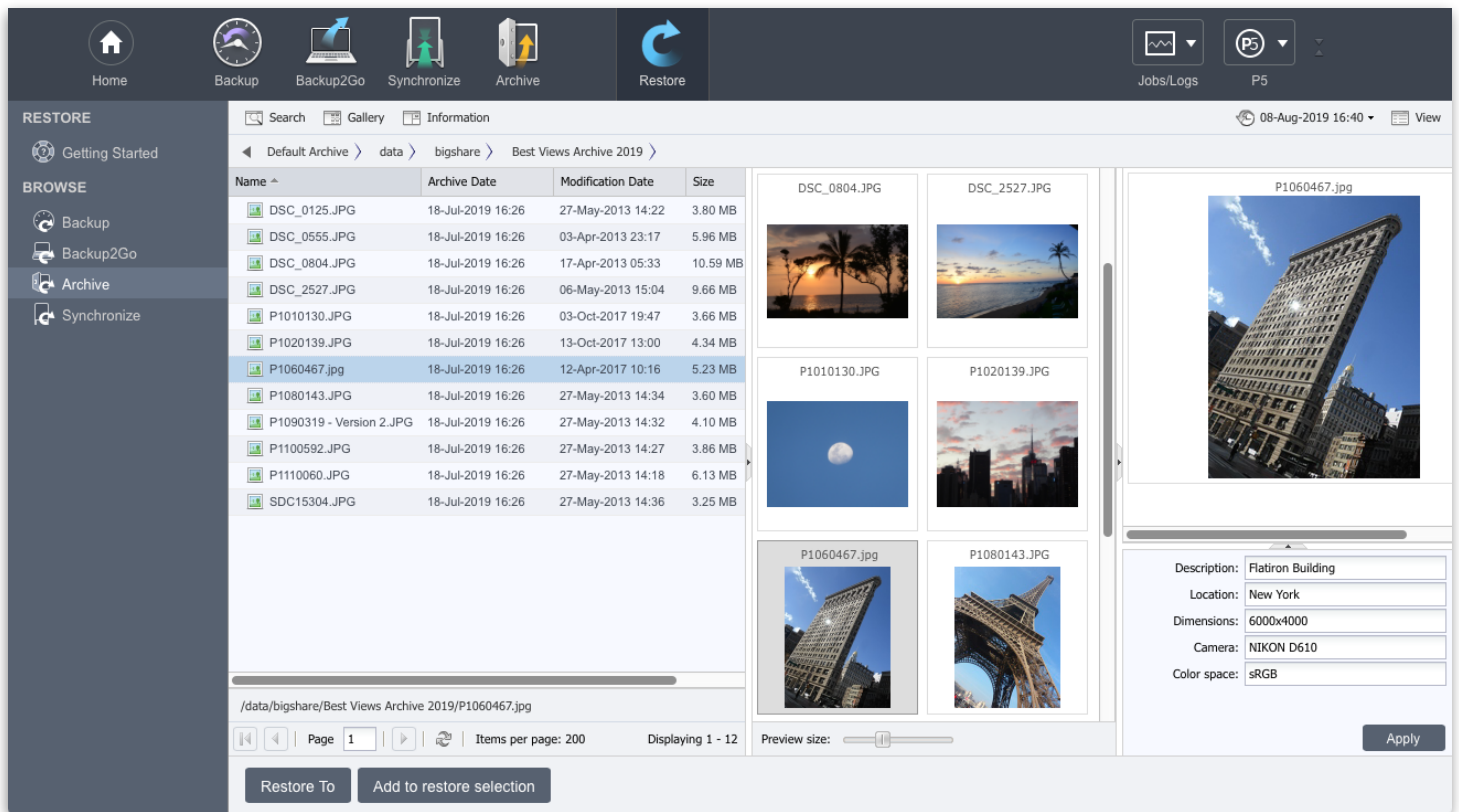 Home
Backup
Backup2Go
Synchronize
Archive
Restore
Jobs/Logs
P5
P5
RESTORE
Getting Started
BROWSE
Backup
Backup2Go
Archive
Synchronize
Search Gallery Information
08-Aug-2019 16:40 View
Default Archive data bigshare Best Views Archive 2019
Name Archive Date Modification Date Size
DSC_0125.JPG 18-Jul-2019 16:26 27-May-2013 14:22 3.80 MB
DSC_0555.JPG 18-Jul-2019 16:26 03-Apr-2013 23:17 5.96 MB
DSC_0804.JPG 18-Jul-2019 16:26 17-Apr-2013 05:33 10.59 MB
DSC_2527.JPG 18-Jul-2019 16:26 06-May-2013 15:04 9.66 MB
P1010130.JPG 18-Jul-2019 16:26 03-Oct-2017 19:47 3.66 MB
P1020139.JPG 18-Jul-2019 16:26 13-Oct-2017 13:00 4.34 MB
P1060467.jpg 18-Jul-2019 16:26 12-Apr-2017 10:16 5.23 MB
P1080143.JPG 18-Jul-2019 16:26 27-May-2013 14:34 3.60 MB
P1090319 - Version 2.JPG 18-Jul-2019 16:26 27-May-2013 14:32 4.10 MB
P1100592.JPG 18-Jul-2019 16:26 27-May-2013 14:27 3.86 MB
P1110060.JPG 18-Jul-2019 16:26 27-May-2013 14:18 6.13 MB
SDC15304.JPG 18-Jul-2019 16:26 27-May-2013 14:36 3.25 MB
/data/bigshare/Best Views Archive 2019/P1060467.jpg
Page 1 Items per page: 200 Displaying 1 - 12
DSC_0804.JPG DSC_2527.JPG
P1010130.JPG P1020139.JPG
P1060467.jpg P1080143.JPG
Preview size:
P1060467.jpg
Description: Flatiron Building
Location: New York
Dimensions: 6000x4000
Camera: NIKON D610
Color space: sRGB
Apply
Restore To Add to restore selection